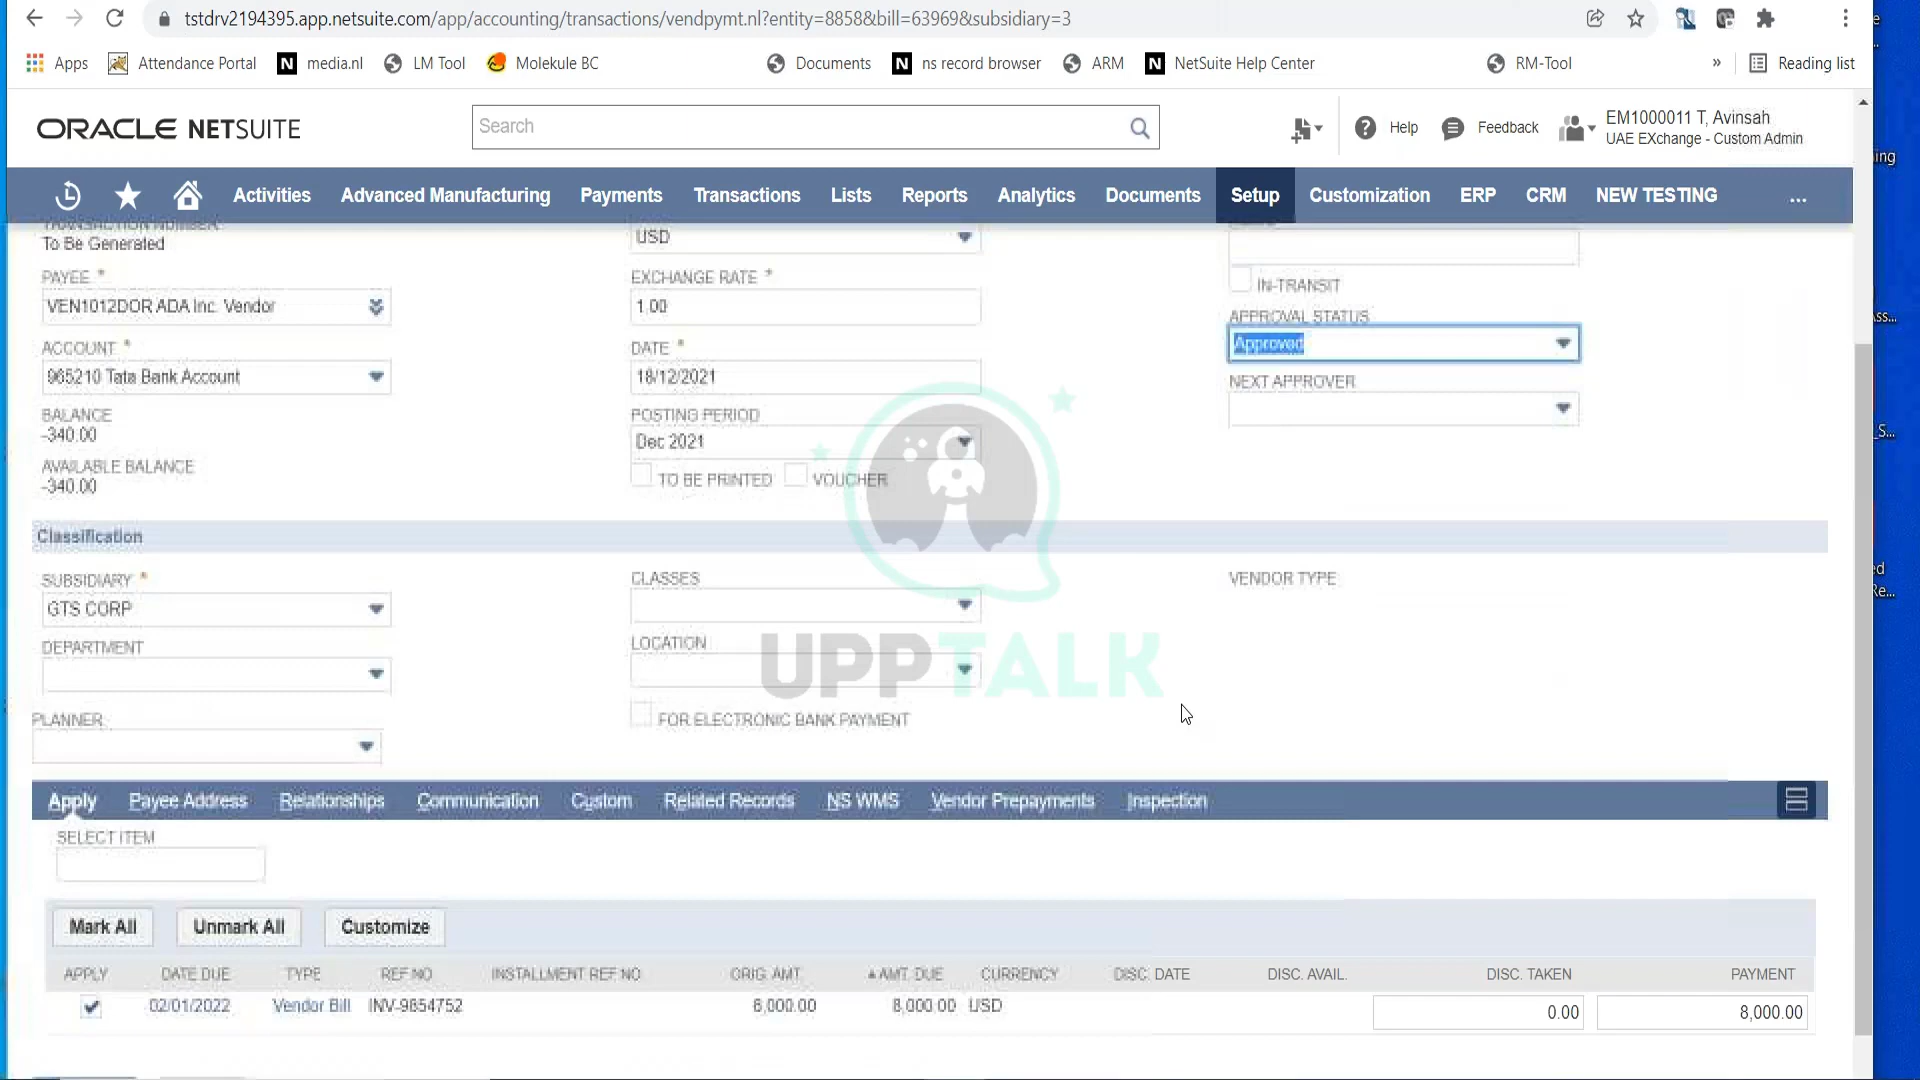 tstdrv2194395.app.netsuite.com/app/accounting/transactions/vendpymt.nl?entity=8858&bill=63969&subsidiary=3
Apps Attendance Portal media.nl LM Tool Molekule BC Documents ns record browser ARM NetSuite Help Center RM-Tool » Reading list
ORACLE NETSUITE Search Help Feedback EM1000011 T, Avinsah
UAE EXchange - Custom Admin
Activities Advanced Manufacturing Payments Transactions Lists Reports Analytics Documents Setup Customization ERP CRM NEW TESTING ...
TRANSACTION NUMBER
To Be Generated USD
PAYEE * EXCHANGE RATE * IN-TRANSIT
VEN1012DOR ADA Inc. Vendor 1.00
APPROVAL STATUS
ACCOUNT * DATE * Approved
965210 Tata Bank Account 18/12/2021
NEXT APPROVER
BALANCE POSTING PERIOD
-340.00 Dec 2021
AVAILABLE BALANCE
-340.00 TO BE PRINTED VOUCHER
Classification
SUBSIDIARY * CLASSES VENDOR TYPE
GTS CORP
DEPARTMENT LOCATION
UPPTALK
PLANNER FOR ELECTRONIC BANK PAYMENT
Apply Payee Address Relationships Communication Custom Related Records NS WMS Vendor Prepayments Inspection
SELECT ITEM
Mark All Unmark All Customize
APPLY DATE DUE TYPE REF NO. INSTALLMENT REF NO ORIG. AMT. ▲AMT. DUE CURRENCY DISC. DATE DISC. AVAIL. DISC. TAKEN PAYMENT
02/01/2022 Vendor Bill INV-9854752 8,000.00 8,000.00 USD 0.00 8,000.00